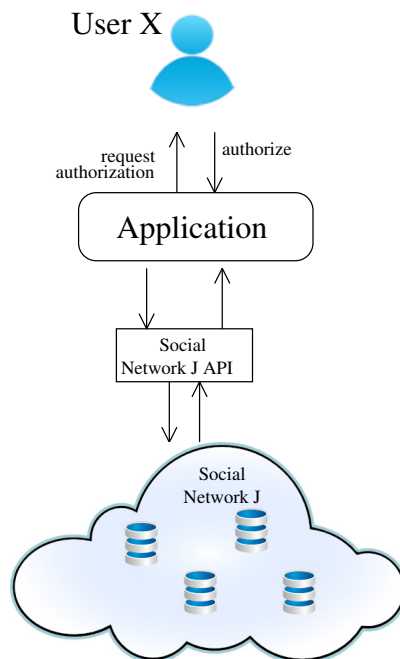 User X
request
authorization
authorize
Application
Social
Network J API
Social
Network J